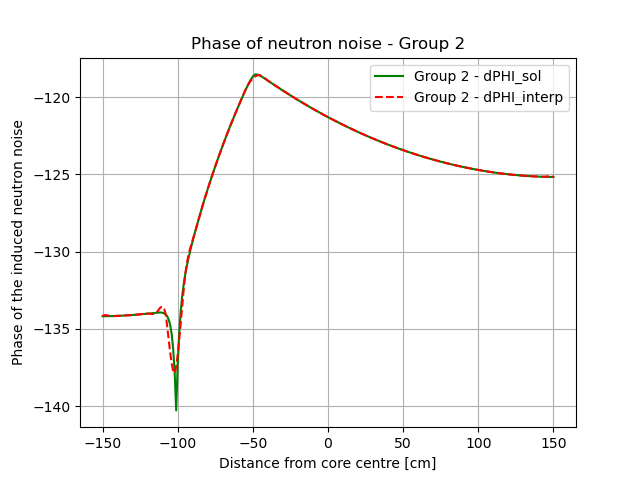 Phase of neutron noise - Group 2
Group 2 - dPHI_sol
Group 2 - dPHI_interp
Phase of the induced neutron noise
−120
−125
−130
−135
−140
−150 −100 −50 0 50 100 150
Distance from core centre [cm]